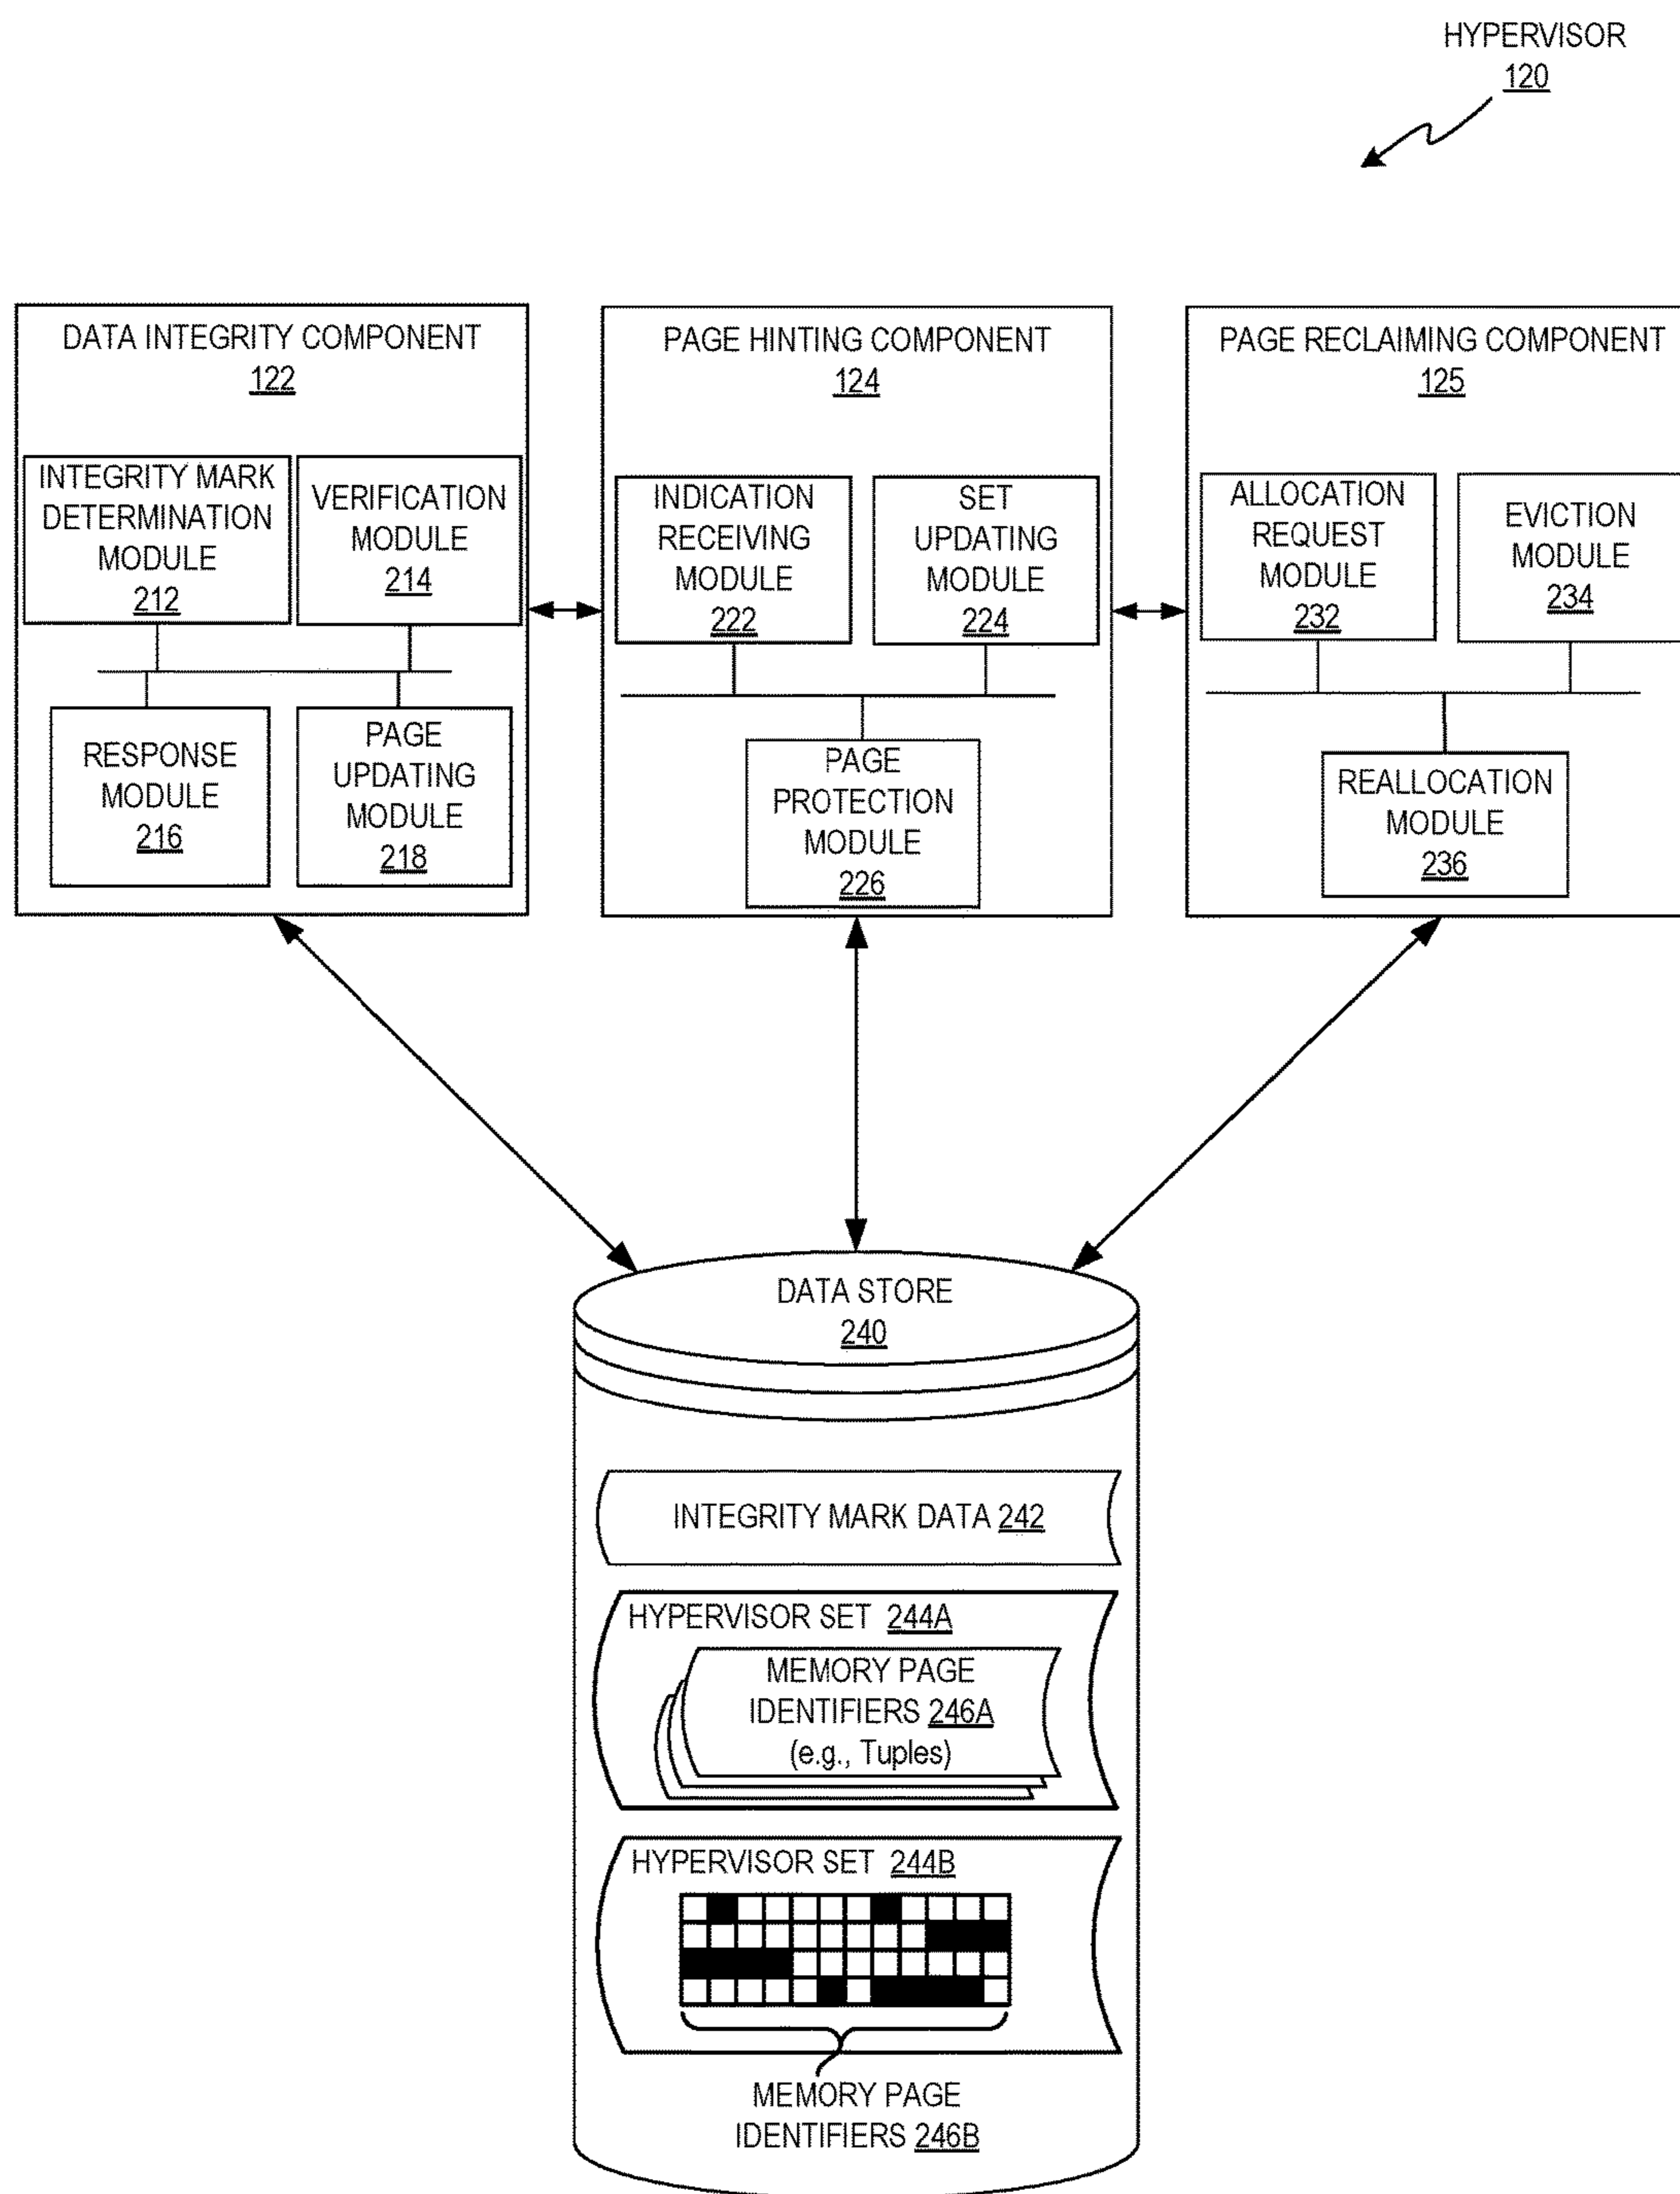 HYPERVISOR
120
DATA INTEGRITY COMPONENT
122
INTEGRITY MARK
DETERMINATION
MODULE
212
VERIFICATION
MODULE
214
RESPONSE
MODULE
216
PAGE
UPDATING
MODULE
218
PAGE HINTING COMPONENT
124
INDICATION
RECEIVING
MODULE
222
SET
UPDATING
MODULE
224
PAGE
PROTECTION
MODULE
226
PAGE RECLAIMING COMPONENT
125
ALLOCATION
REQUEST
MODULE
232
EVICTION
MODULE
234
REALLOCATION
MODULE
236
DATA STORE
240
INTEGRITY MARK DATA 242
HYPERVISOR SET 244A
MEMORY PAGE
IDENTIFIERS 246A
(e.g., Tuples)
HYPERVISOR SET 244B
MEMORY PAGE
IDENTIFIERS 246B